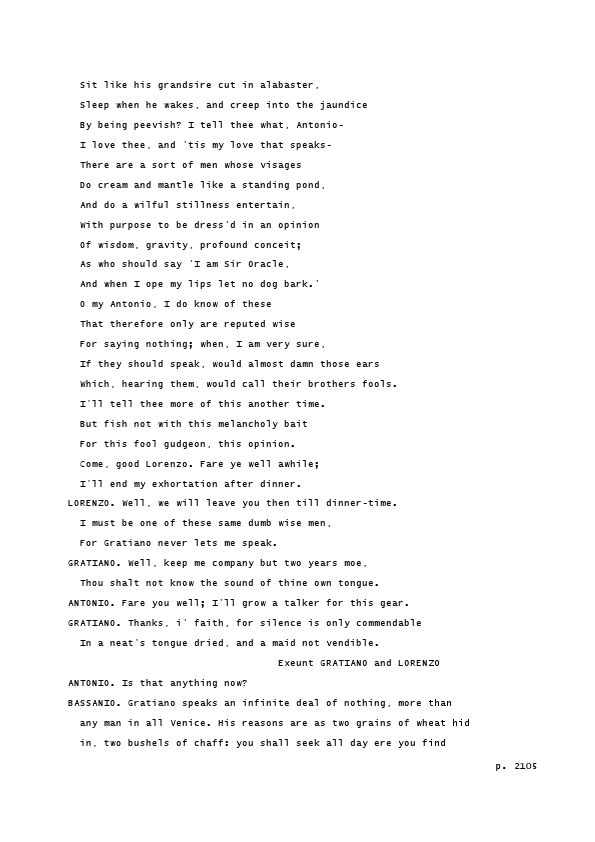 Sit like his grandsire cut in alabaster,
Sleep when he wakes, and creep into the jaundice
By being peevish? I tell thee what, Antonio-
I love thee, and 'tis my love that speaks-
There are a sort of men whose visages
Do cream and mantle like a standing pond,
And do a wilful stillness entertain,
With purpose to be dress'd in an opinion
Of wisdom, gravity, profound conceit;
As who should say 'I am Sir Oracle,
And when I ope my lips let no dog bark.'
O my Antonio, I do know of these
That therefore only are reputed wise
For saying nothing; when, I am very sure,
If they should speak, would almost damn those ears
Which, hearing them, would call their brothers fools.
I'll tell thee more of this another time.
But fish not with this melancholy bait
For this fool gudgeon, this opinion.
Come, good Lorenzo. Fare ye well awhile;
I'll end my exhortation after dinner.
LORENZO. Well, we will leave you then till dinner-time.
I must be one of these same dumb wise men,
For Gratiano never lets me speak.
GRATIANO. Well, keep me company but two years moe,
Thou shalt not know the sound of thine own tongue.
ANTONIO. Fare you well; I'll grow a talker for this gear.
GRATIANO. Thanks, i' faith, for silence is only commendable
In a neat's tongue dried, and a maid not vendible.
Exeunt GRATIANO and LORENZO
ANTONIO. Is that anything now?
BASSANIO. Gratiano speaks an infinite deal of nothing, more than
any man in all Venice. His reasons are as two grains of wheat hid
in, two bushels of chaff: you shall seek all day ere you find
p. 2105